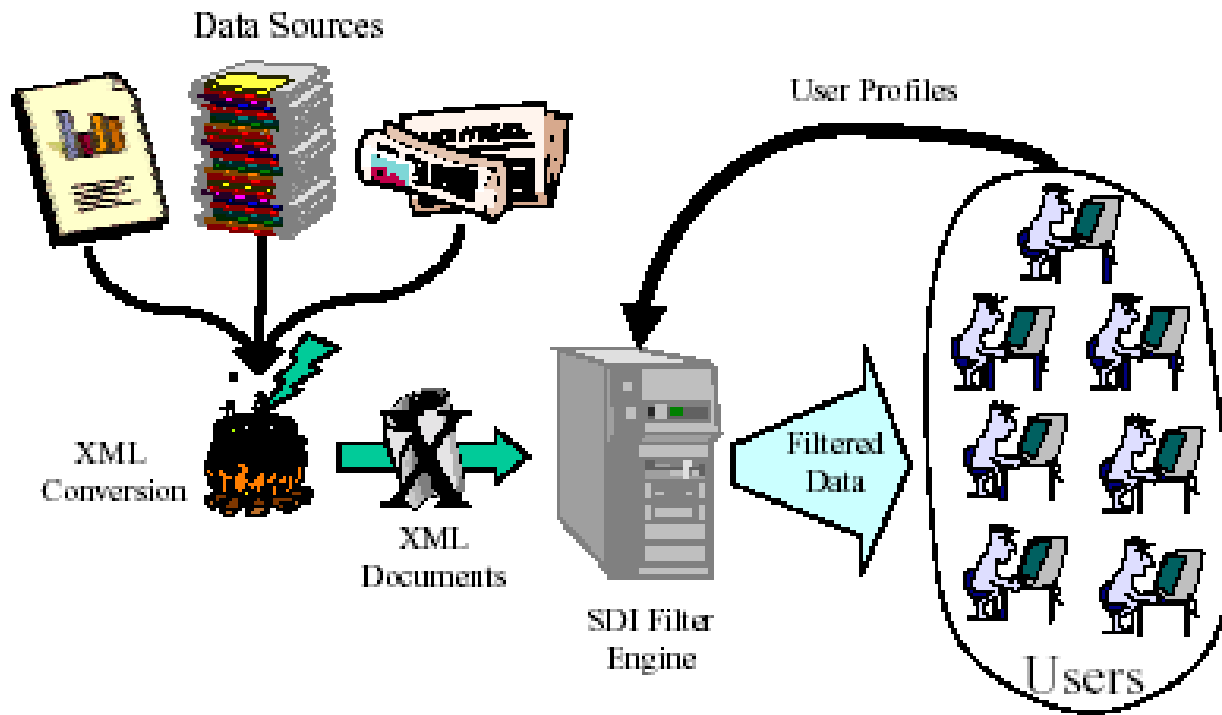 Data Sources
User Profiles
XML
Conversion
XML
Documents
Filtered
Data
SDI Filter
Engine
Users